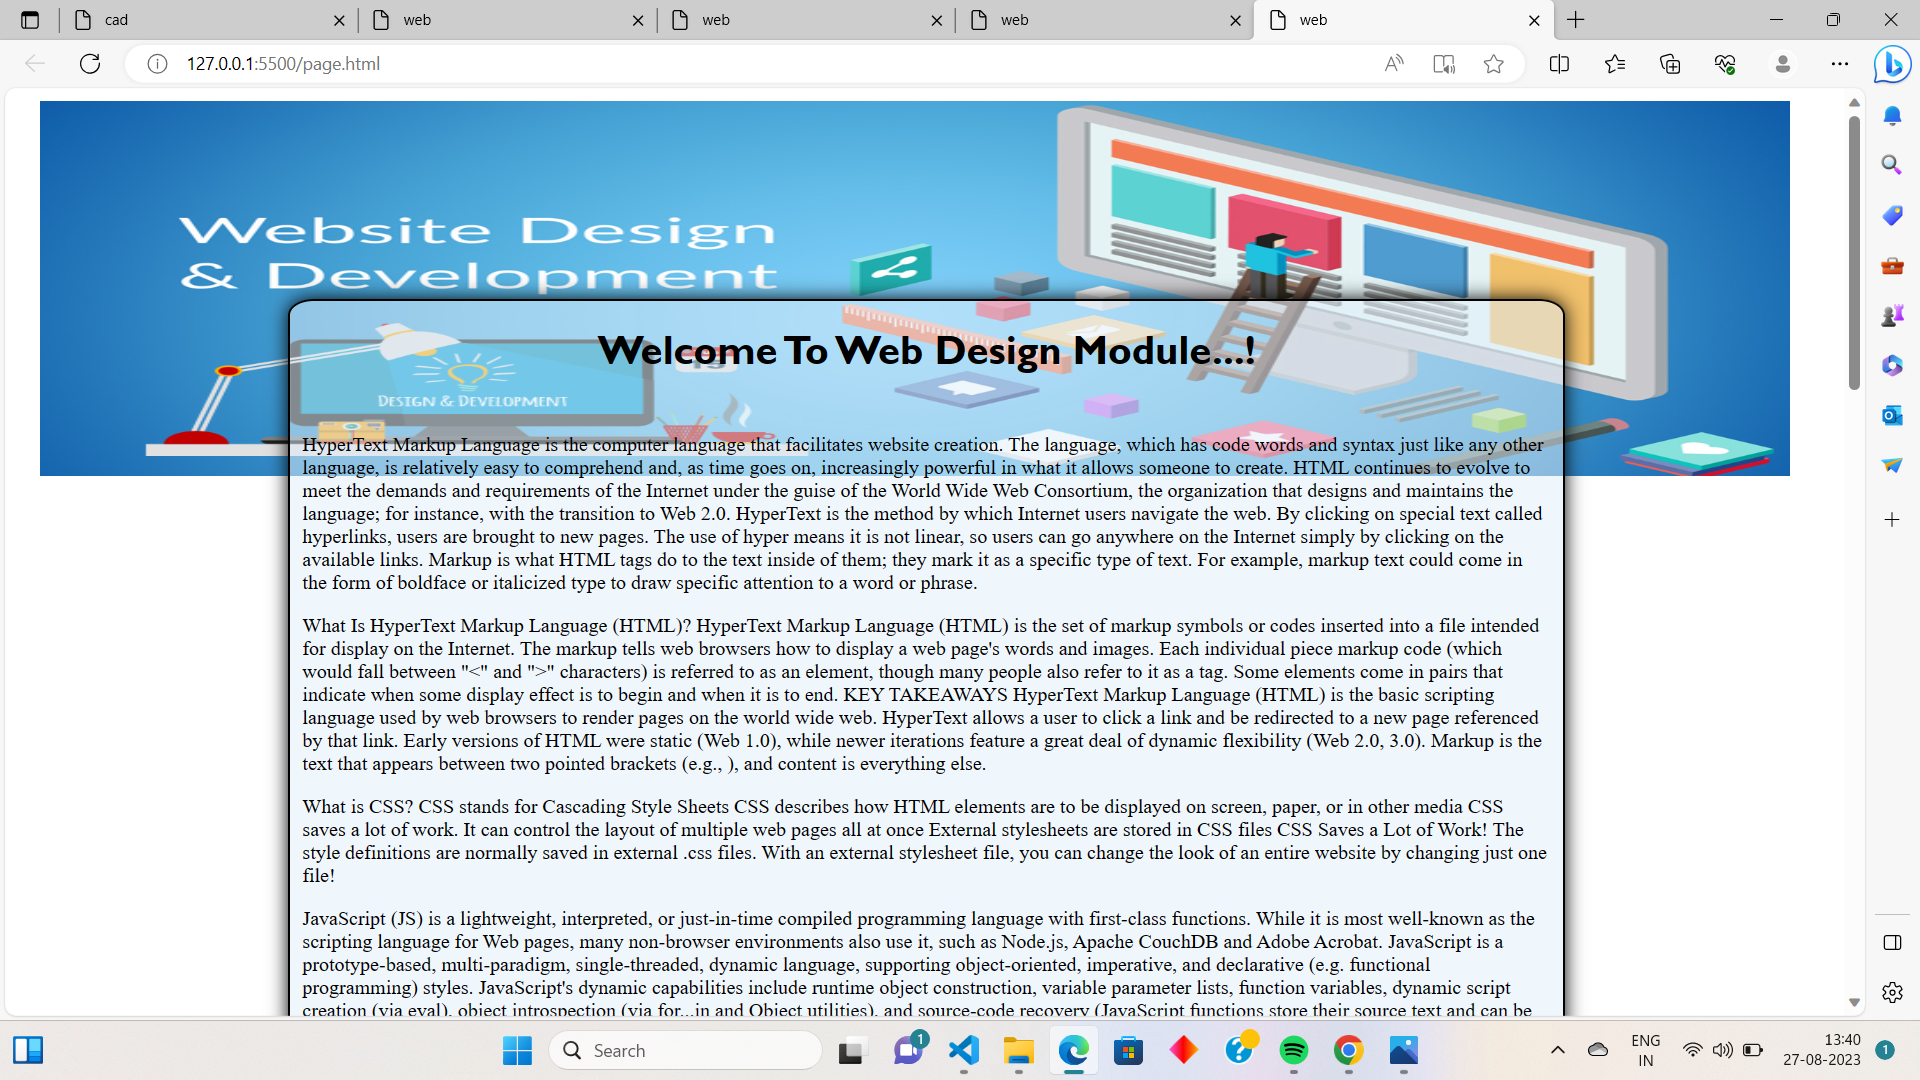 cad
web
web
web
web
127.0.0.1:5500/page.html
Website Design
& Development
Welcome To Web Design Module...!
DESIGN & DEVELOPMENT
HyperText Markup Language is the computer language that facilitates website creation. The language, which has code words and syntax just like any other
language, is relatively easy to comprehend and, as time goes on, increasingly powerful in what it allows someone to create. HTML continues to evolve to
meet the demands and requirements of the Internet under the guise of the World Wide Web Consortium, the organization that designs and maintains the
language; for instance, with the transition to Web 2.0. HyperText is the method by which Internet users navigate the web. By clicking on special text called
hyperlinks, users are brought to new pages. The use of hyper means it is not linear, so users can go anywhere on the Internet simply by clicking on the
available links. Markup is what HTML tags do to the text inside of them; they mark it as a specific type of text. For example, markup text could come in
the form of boldface or italicized type to draw specific attention to a word or phrase.
What Is HyperText Markup Language (HTML)? HyperText Markup Language (HTML) is the set of markup symbols or codes inserted into a file intended
for display on the Internet. The markup tells web browsers how to display a web page's words and images. Each individual piece markup code (which
would fall between "<" and ">" characters) is referred to as an element, though many people also refer to it as a tag. Some elements come in pairs that
indicate when some display effect is to begin and when it is to end. KEY TAKEAWAYS HyperText Markup Language (HTML) is the basic scripting
language used by web browsers to render pages on the world wide web. HyperText allows a user to click a link and be redirected to a new page referenced
by that link. Early versions of HTML were static (Web 1.0), while newer iterations feature a great deal of dynamic flexibility (Web 2.0, 3.0). Markup is the
text that appears between two pointed brackets (e.g., ), and content is everything else.
What is CSS? CSS stands for Cascading Style Sheets CSS describes how HTML elements are to be displayed on screen, paper, or in other media CSS
saves a lot of work. It can control the layout of multiple web pages all at once External stylesheets are stored in CSS files CSS Saves a Lot of Work! The
style definitions are normally saved in external .css files. With an external stylesheet file, you can change the look of an entire website by changing just one
file!
JavaScript (JS) is a lightweight, interpreted, or just-in-time compiled programming language with first-class functions. While it is most well-known as the
scripting language for Web pages, many non-browser environments also use it, such as Node.js, Apache CouchDB and Adobe Acrobat. JavaScript is a
prototype-based, multi-paradigm, single-threaded, dynamic language, supporting object-oriented, imperative, and declarative (e.g. functional
programming) styles. JavaScript's dynamic capabilities include runtime object construction, variable parameter lists, function variables, dynamic script
creation (via eval), object introspection (via for...in and Object utilities), and source-code recovery (JavaScript functions store their source text and can be
Search
1
ENG
IN
13:40
27-08-2023
1